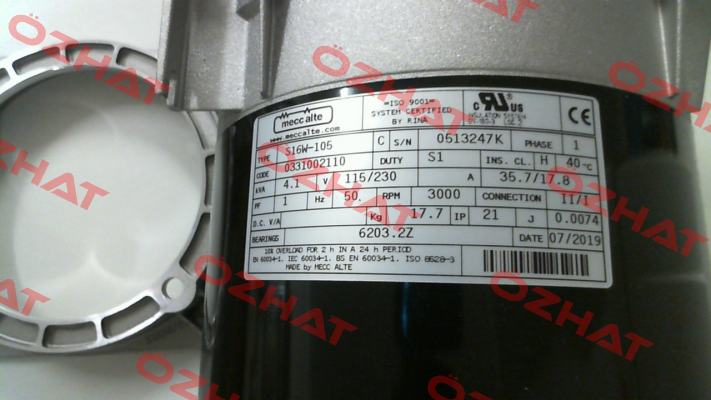 ÖZHAT ÖZHAT ÖZHAT
mecc alte
www.meccalte.com
=ISO 9001=
SYSTEM CERTIFIED
BY RINA
C US
INSULATION SYSTEM
CE
TYPE S16W-105 C S/N 0513247K PHASE 1
CODE 0331002110 DUTY S1 INS. CL. H 40°C
kVA 4.1 V 115/230 A 35.7/17.8
PF 1 Hz 50. RPM 3000 CONNECTION 11/1
D.C. V/A Kg 17.7 IP 21 J 0.0074
BEARINGS 6203.2Z DATE 07/2019
10% OVERLOAD FOR 2 h IN A 24 h PERIOD
EN 60034-1. IEC 60034-1. BS EN 60034-1. ISO 8528-3
MADE by MECC ALTE
ÖZHAT
ÖZHAT
ÖZHAT
ÖZHAT
ÖZHAT
ÖZHAT